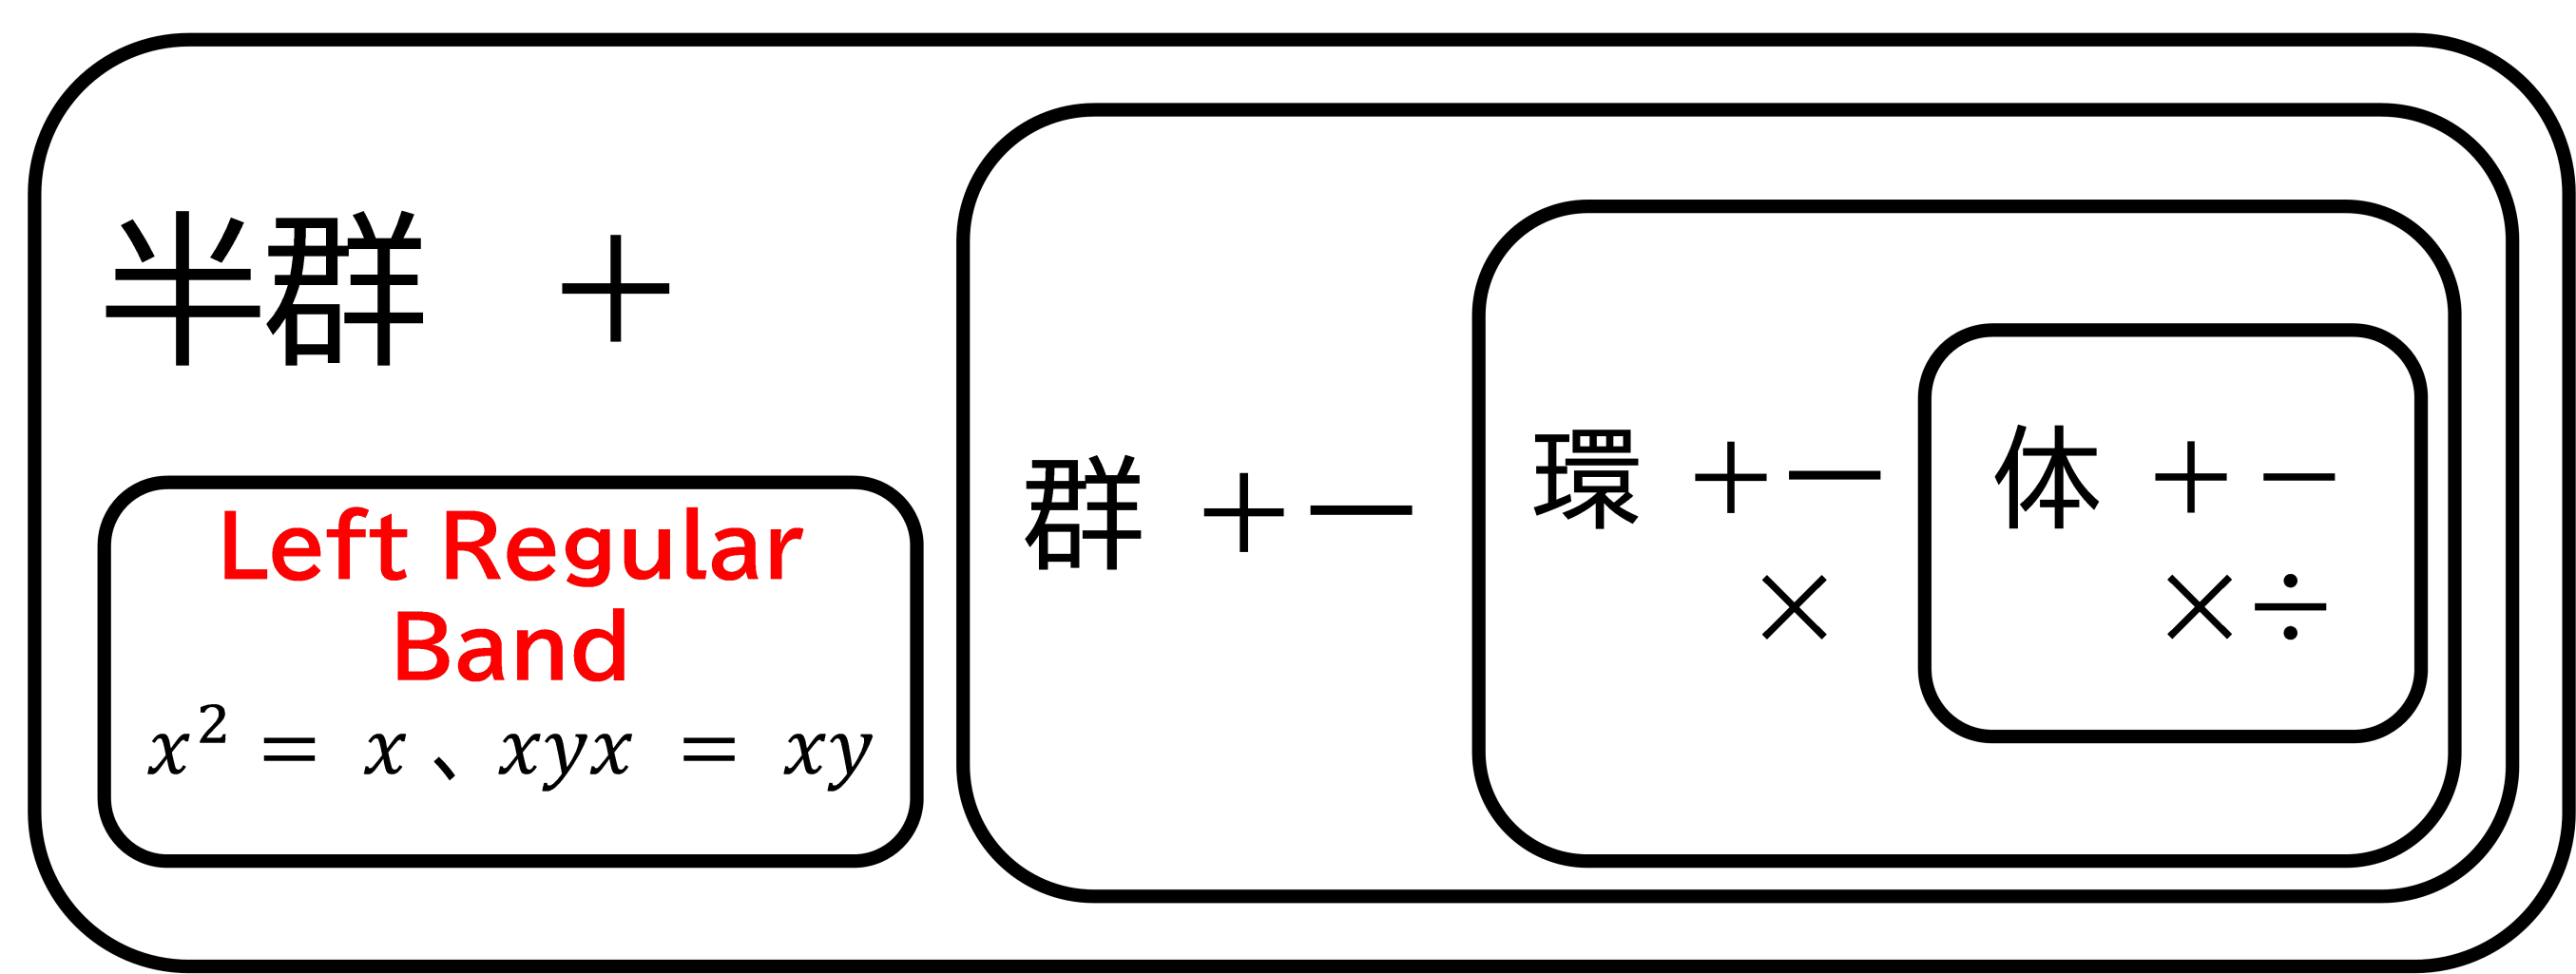 半群 +
Left Regular
Band
x² = x 、xyx = xy
群 +−
環 +−
×
体 +−
×÷